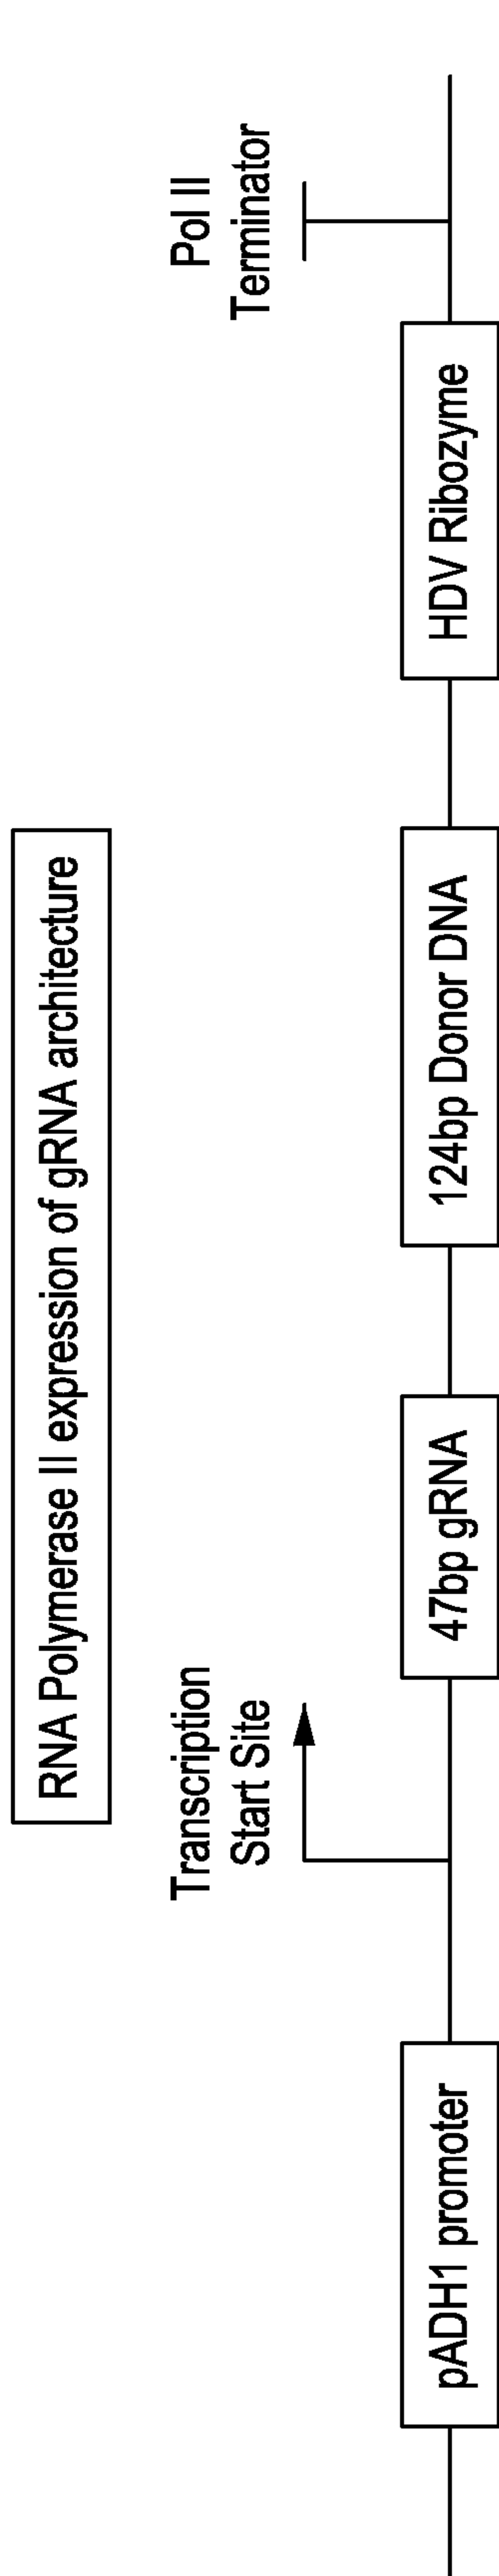 RNA Polymerase II expression of gRNA architecture
Transcription
Start Site
Pol II
Terminator
pADH1 promoter
47bp gRNA
124bp Donor DNA
HDV Ribozyme